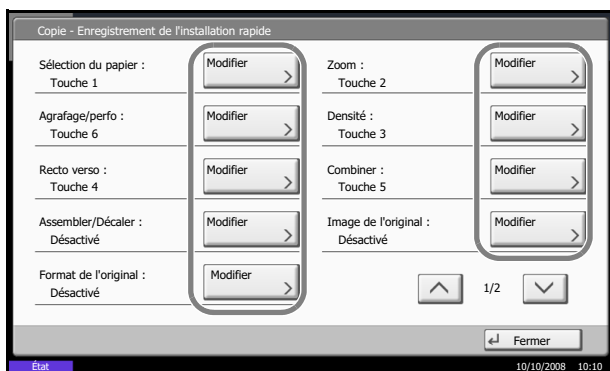 Copie - Enregistrement de l'installation rapide
Sélection du papier :
Touche 1
Modifier
Zoom :
Touche 2
Modifier
Agrafage/perfo :
Touche 6
Modifier
Densité :
Touche 3
Modifier
Recto verso :
Touche 4
Modifier
Combiner :
Touche 5
Modifier
Assembler/Décaler :
Désactivé
Modifier
Image de l'original :
Désactivé
Modifier
Format de l'original :
Désactivé
Modifier
1/2
Fermer
État
10/10/2008 10:10